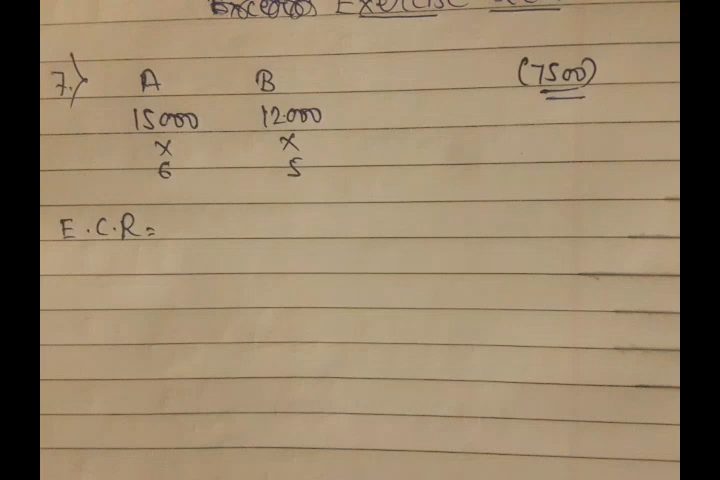 Exercise
7.) A B (7500)
15000 12000
x x
6 5
E.C.R=